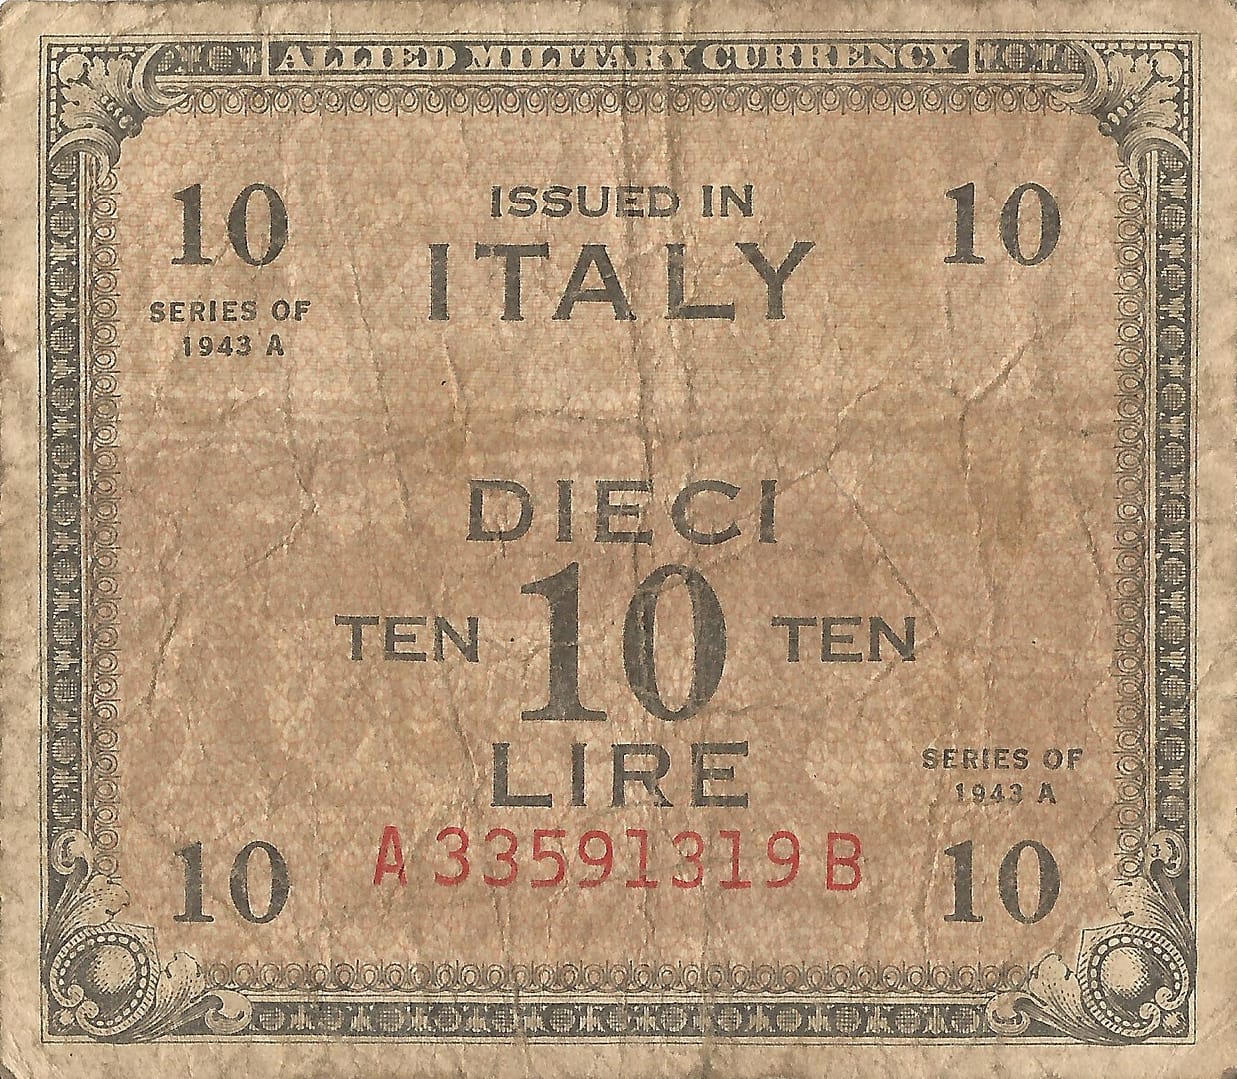 ALLIED MILITARY CURRENCY
10 10
ISSUED IN
ITALY
SERIES OF
1943 A
DIECI
TEN 10 TEN
LIRE
SERIES OF
1943 A
A33591319B
10 10